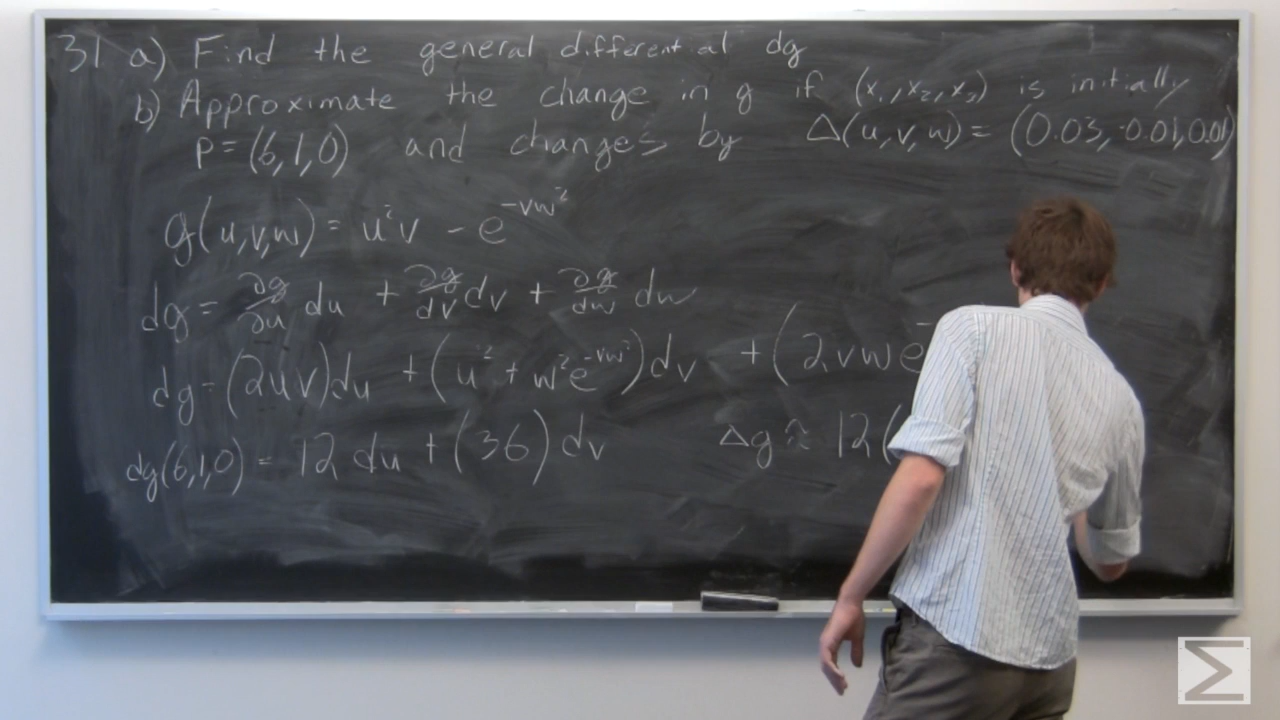 31 a) Find the general differential dg
b) Approximate the change in g if (x₁,x₂,x₃) is initially
p=(6,1,0) and changes by Δ(u,v,w)= (0.03,-0.01,0.01)
g(u,v,w)= u²v - e^{-vw²}
dg= ∂g/∂u du + ∂g/dv dv + ∂g/dw dw
dg=(2uv)du +(u²+w²e^{-vw²})dv +(2vwe^{-
dg(6,1,0) = 12 du +(36) dv Δg ≈ 12(
Σ